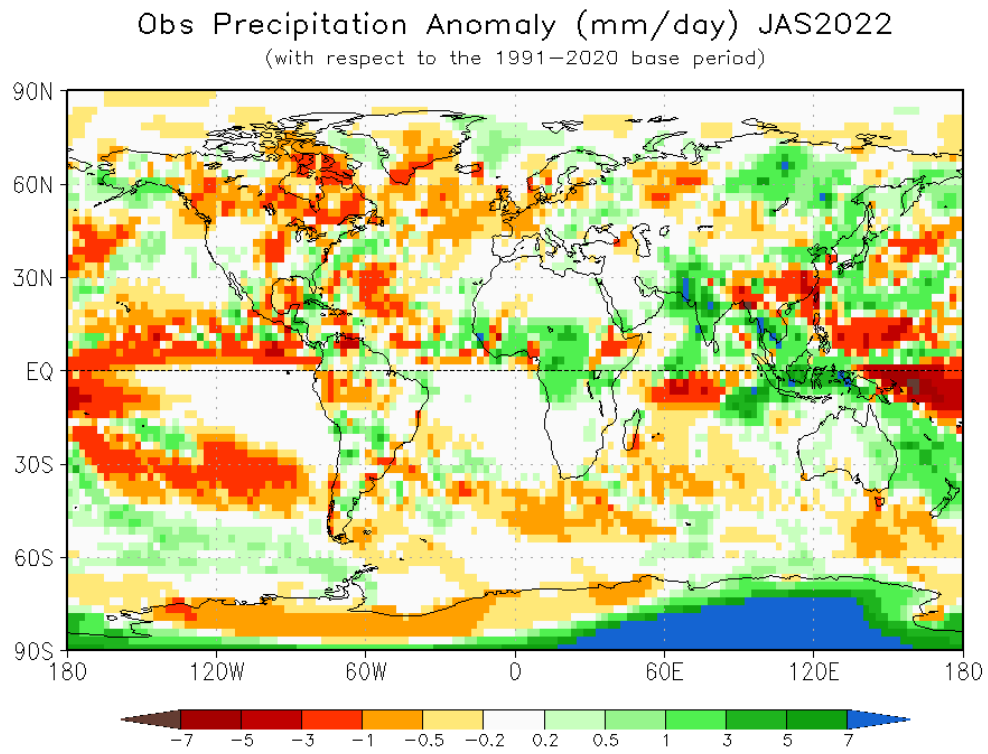 Obs Precipitation Anomaly (mm/day) JAS2022
(with respect to the 1991−2020 base period)
90N
60N
30N
EQ
30S
60S
90S
180 120W 60W 0 60E 120E 180
−7 −5 −3 −1 −0.5 −0.2 0.2 0.5 1 3 5 7